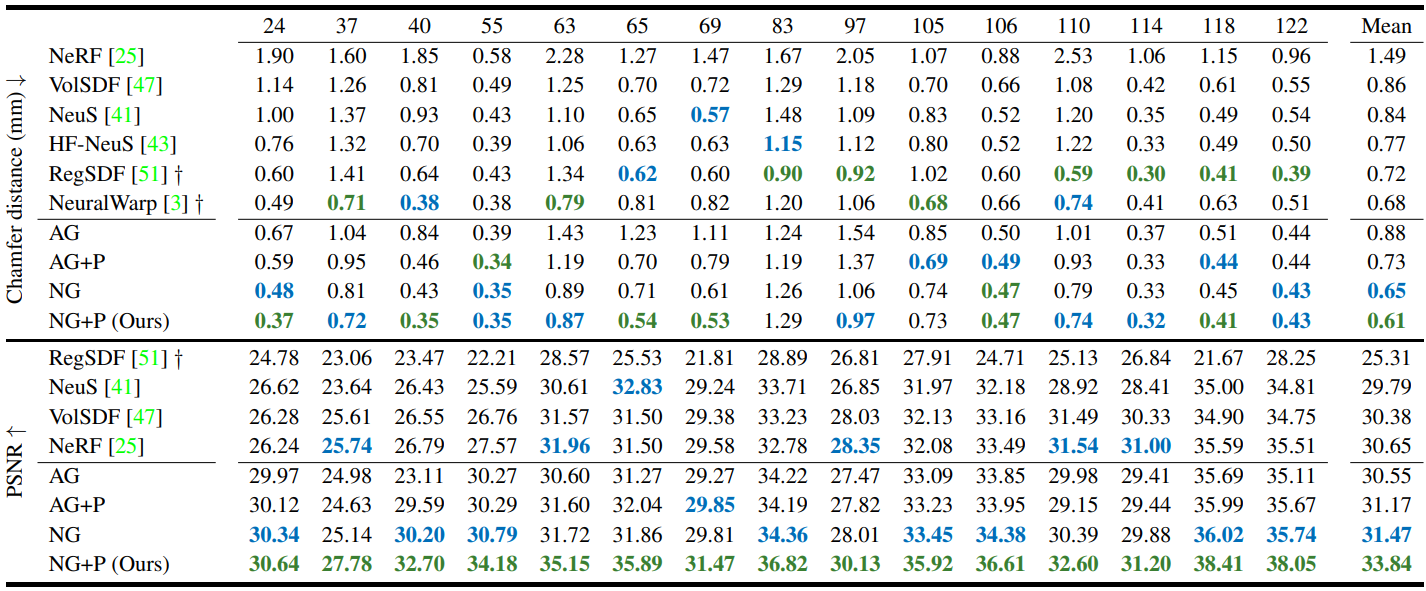 24 37 40 55 63 65 69 83 97 105 106 110 114 118 122 Mean
Chamfer distance (mm) ↓
NeRF [25] 1.90 1.60 1.85 0.58 2.28 1.27 1.47 1.67 2.05 1.07 0.88 2.53 1.06 1.15 0.96 1.49
VolSDF [47] 1.14 1.26 0.81 0.49 1.25 0.70 0.72 1.29 1.18 0.70 0.66 1.08 0.42 0.61 0.55 0.86
NeuS [41] 1.00 1.37 0.93 0.43 1.10 0.65 0.57 1.48 1.09 0.83 0.52 1.20 0.35 0.49 0.54 0.84
HF-NeuS [43] 0.76 1.32 0.70 0.39 1.06 0.63 0.63 1.15 1.12 0.80 0.52 1.22 0.33 0.49 0.50 0.77
RegSDF [51] † 0.60 1.41 0.64 0.43 1.34 0.62 0.60 0.90 0.92 1.02 0.60 0.59 0.30 0.41 0.39 0.72
NeuralWarp [3] † 0.49 0.71 0.38 0.38 0.79 0.81 0.82 1.20 1.06 0.68 0.66 0.74 0.41 0.63 0.51 0.68
AG 0.67 1.04 0.84 0.39 1.43 1.23 1.11 1.24 1.54 0.85 0.50 1.01 0.37 0.51 0.44 0.88
AG+P 0.59 0.95 0.46 0.34 1.19 0.70 0.79 1.19 1.37 0.69 0.49 0.93 0.33 0.44 0.44 0.73
NG 0.48 0.81 0.43 0.35 0.89 0.71 0.61 1.26 1.06 0.74 0.47 0.79 0.33 0.45 0.43 0.65
NG+P (Ours) 0.37 0.72 0.35 0.35 0.87 0.54 0.53 1.29 0.97 0.73 0.47 0.74 0.32 0.41 0.43 0.61
PSNR ↑
RegSDF [51] † 24.78 23.06 23.47 22.21 28.57 25.53 21.81 28.89 26.81 27.91 24.71 25.13 26.84 21.67 28.25 25.31
NeuS [41] 26.62 23.64 26.43 25.59 30.61 32.83 29.24 33.71 26.85 31.97 32.18 28.92 28.41 35.00 34.81 29.79
VolSDF [47] 26.28 25.61 26.55 26.76 31.57 31.50 29.38 33.23 28.03 32.13 33.16 31.49 30.33 34.90 34.75 30.38
NeRF [25] 26.24 25.74 26.79 27.57 31.96 31.50 29.58 32.78 28.35 32.08 33.49 31.54 31.00 35.59 35.51 30.65
AG 29.97 24.98 23.11 30.27 30.60 31.27 29.27 34.22 27.47 33.09 33.85 29.98 29.41 35.69 35.11 30.55
AG+P 30.12 24.63 29.59 30.29 31.60 32.04 29.85 34.19 27.82 33.23 33.95 29.15 29.44 35.99 35.67 31.17
NG 30.34 25.14 30.20 30.79 31.72 31.86 29.81 34.36 28.01 33.45 34.38 30.39 29.88 36.02 35.74 31.47
NG+P (Ours) 30.64 27.78 32.70 34.18 35.15 35.89 31.47 36.82 30.13 35.92 36.61 32.60 31.20 38.41 38.05 33.84